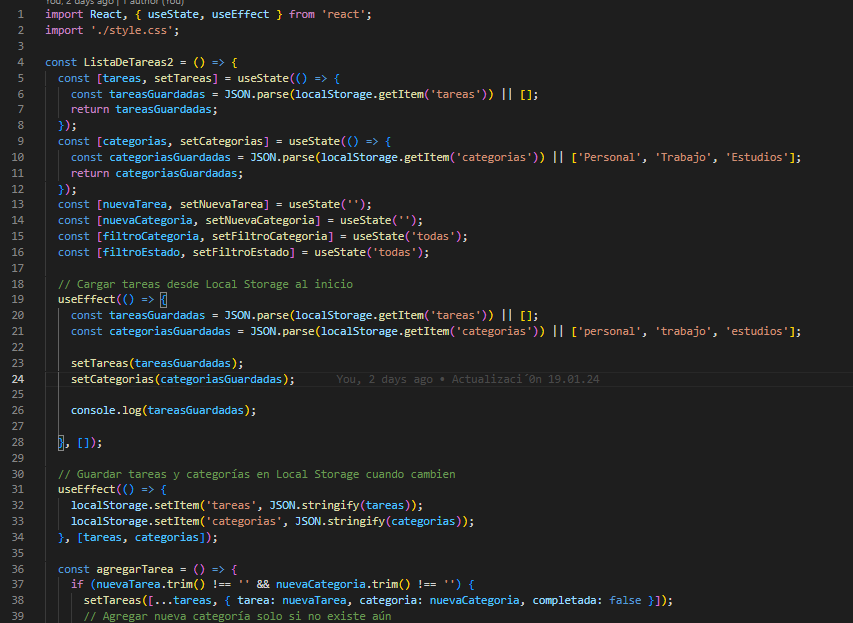 You, 2 days ago | 1 author (You)
1 import React, { useState, useEffect } from 'react';
2 import './style.css';
3
4 const ListaDeTareas2 = () => {
5 const [tareas, setTareas] = useState(() => {
6 const tareasGuardadas = JSON.parse(localStorage.getItem('tareas')) || [];
7 return tareasGuardadas;
8 });
9 const [categorias, setCategorias] = useState(() => {
10 const categoriasGuardadas = JSON.parse(localStorage.getItem('categorias')) || ['Personal', 'Trabajo', 'Estudios'];
11 return categoriasGuardadas;
12 });
13 const [nuevaTarea, setNuevaTarea] = useState('');
14 const [nuevaCategoria, setNuevaCategoria] = useState('');
15 const [filtroCategoria, setFiltroCategoria] = useState('todas');
16 const [filtroEstado, setFiltroEstado] = useState('todas');
17
18 // Cargar tareas desde Local Storage al inicio
19 useEffect(() => {
20 const tareasGuardadas = JSON.parse(localStorage.getItem('tareas')) || [];
21 const categoriasGuardadas = JSON.parse(localStorage.getItem('categorias')) || ['personal', 'trabajo', 'estudios'];
22
23 setTareas(tareasGuardadas);
24 setCategorias(categoriasGuardadas); You, 2 days ago • Actualizaci´0n 19.01.24
25
26 console.log(tareasGuardadas);
27
28 }, []);
29
30 // Guardar tareas y categorías en Local Storage cuando cambien
31 useEffect(() => {
32 localStorage.setItem('tareas', JSON.stringify(tareas));
33 localStorage.setItem('categorias', JSON.stringify(categorias));
34 }, [tareas, categorias]);
35
36 const agregarTarea = () => {
37 if (nuevaTarea.trim() !== '' && nuevaCategoria.trim() !== '') {
38 setTareas([...tareas, { tarea: nuevaTarea, categoria: nuevaCategoria, completada: false }]);
39 // Agregar nueva categoría solo si no existe aún